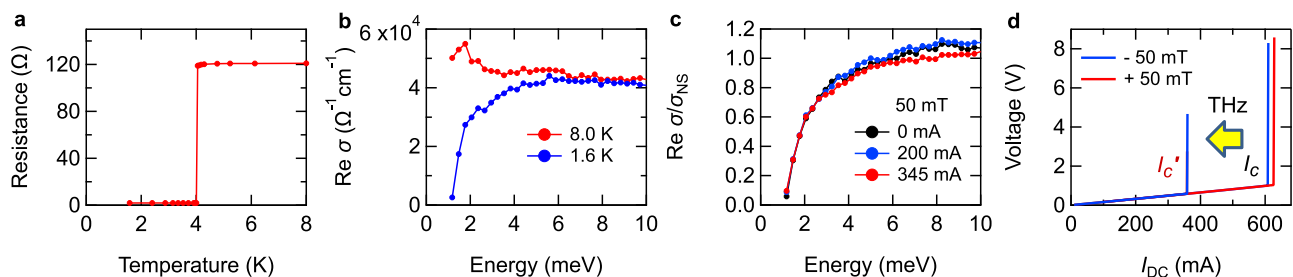 a
Resistance (Ω)
120
80
40
0
0
2
4
6
8
Temperature (K)
b
Re σ (Ω⁻¹ cm⁻¹)
6 x10⁴
4
2
0
0
2
4
6
8
10
Energy (meV)
8.0 K
1.6 K
c
Re σ/σNS
1.2
1.0
0.8
0.6
0.4
0.2
0.0
0
2
4
6
8
10
Energy (meV)
50 mT
0 mA
200 mA
345 mA
d
Voltage (V)
8
6
4
2
0
0
200
400
600
IDC (mA)
- 50 mT
+ 50 mT
THz
Ic'
Ic